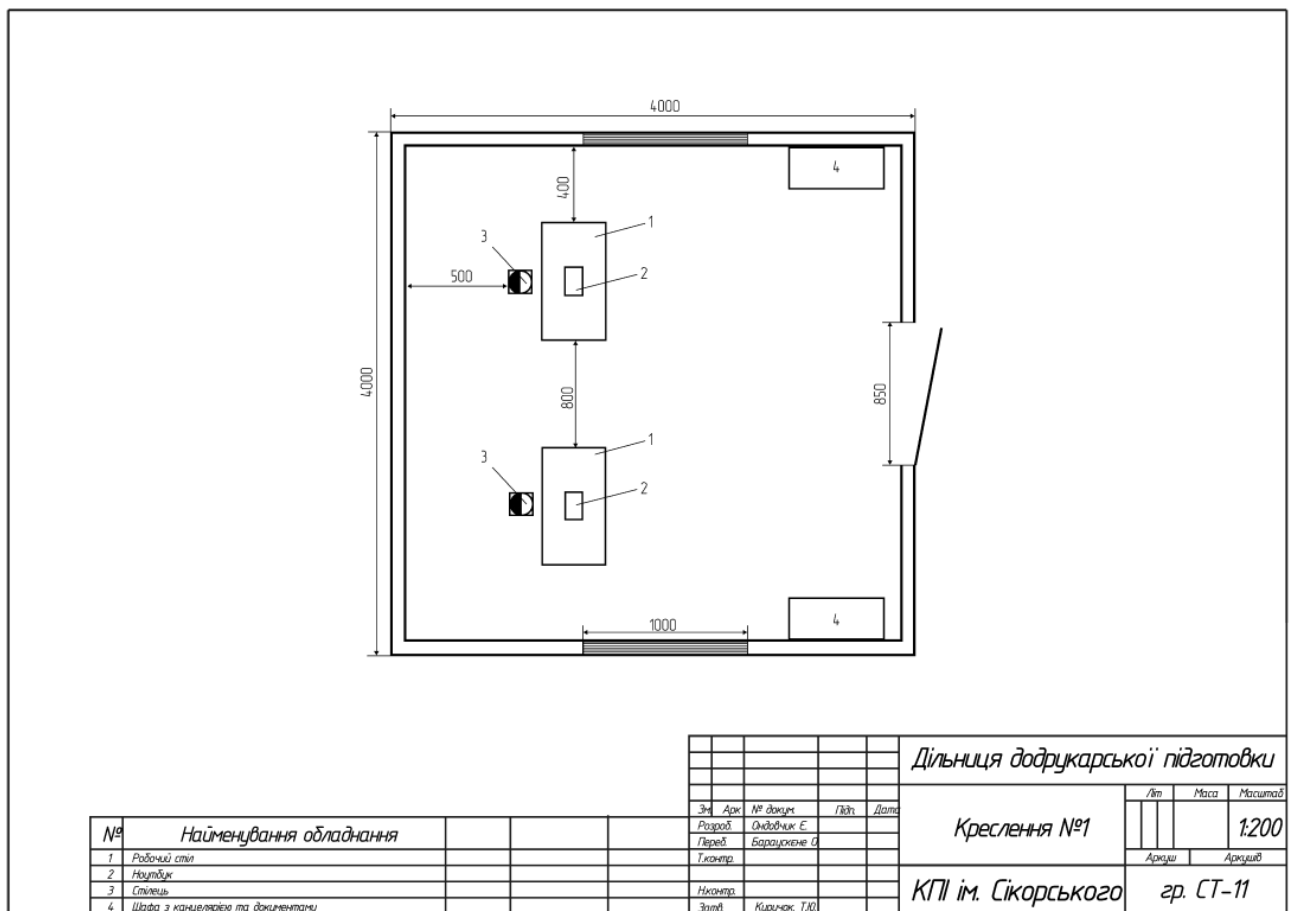 4000
4
400
1
3
2
500
4000
800
850
1
3
2
4
1000
Дільниця додрукарської підготовки
Літ Маса Масштаб
Зм Арк № докум. Підп. Дата
№ Найменування обладнання
Розроб. Ондовчик Є.
Креслення №1
1:200
Перев. Бараускене О
1 Робочий стіл
Т.контр.
Аркуш Аркушів
2 Ноутбук
3 Стілець
Н.контр.
КПІ ім. Сікорського
гр. СТ-11
4 Шафа з канцелярією та документами
Затв. Киричок. Т.Ю.